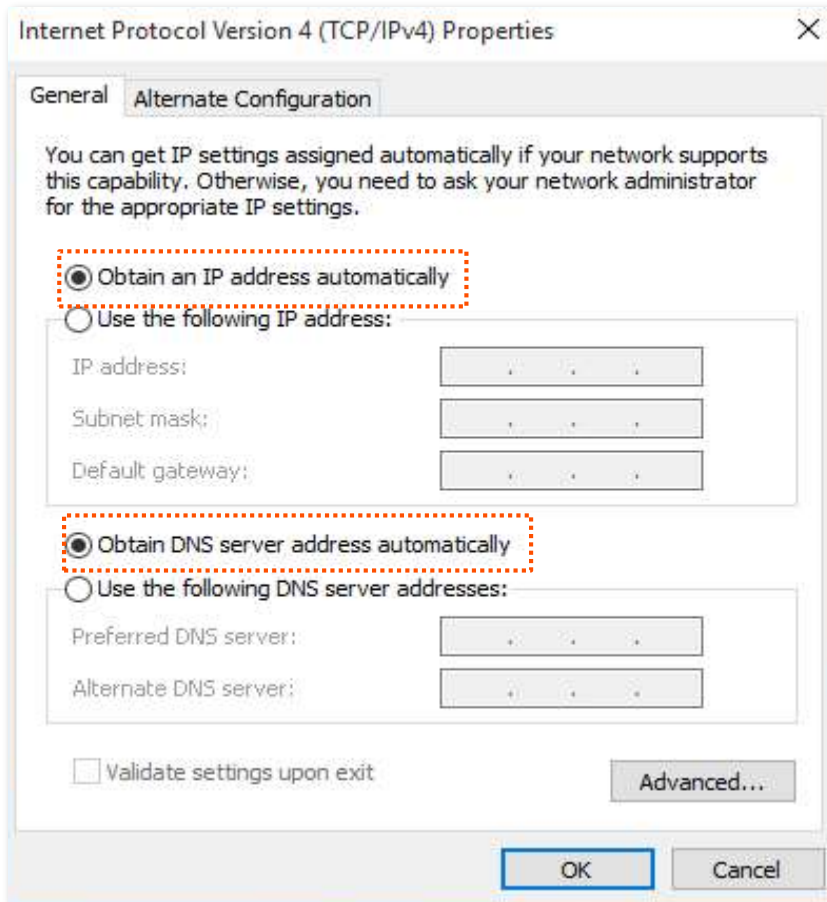 Internet Protocol Version 4 (TCP/IPv4) Properties
General
Alternate Configuration
You can get IP settings assigned automatically if your network supports
this capability. Otherwise, you need to ask your network administrator
for the appropriate IP settings.
Obtain an IP address automatically
Use the following IP address:
IP address:
Subnet mask:
Default gateway:
Obtain DNS server address automatically
Use the following DNS server addresses:
Preferred DNS server:
Alternate DNS server:
Validate settings upon exit
Advanced...
OK
Cancel